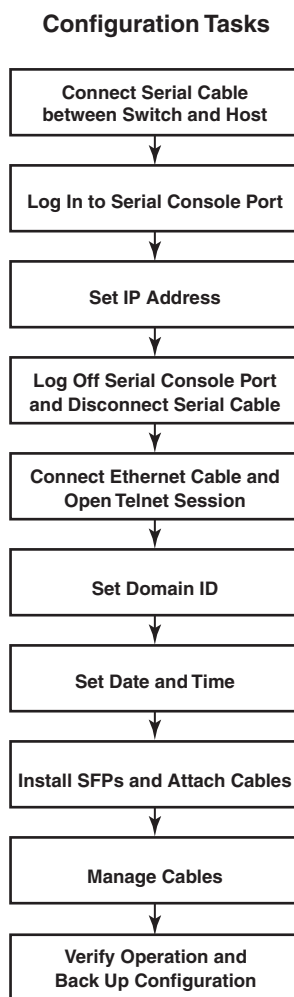 Configuration Tasks
Connect Serial Cable
between Switch and Host
Log In to Serial Console Port
Set IP Address
Log Off Serial Console Port
and Disconnect Serial Cable
Connect Ethernet Cable and
Open Telnet Session
Set Domain ID
Set Date and Time
Install SFPs and Attach Cables
Manage Cables
Verify Operation and
Back Up Configuration